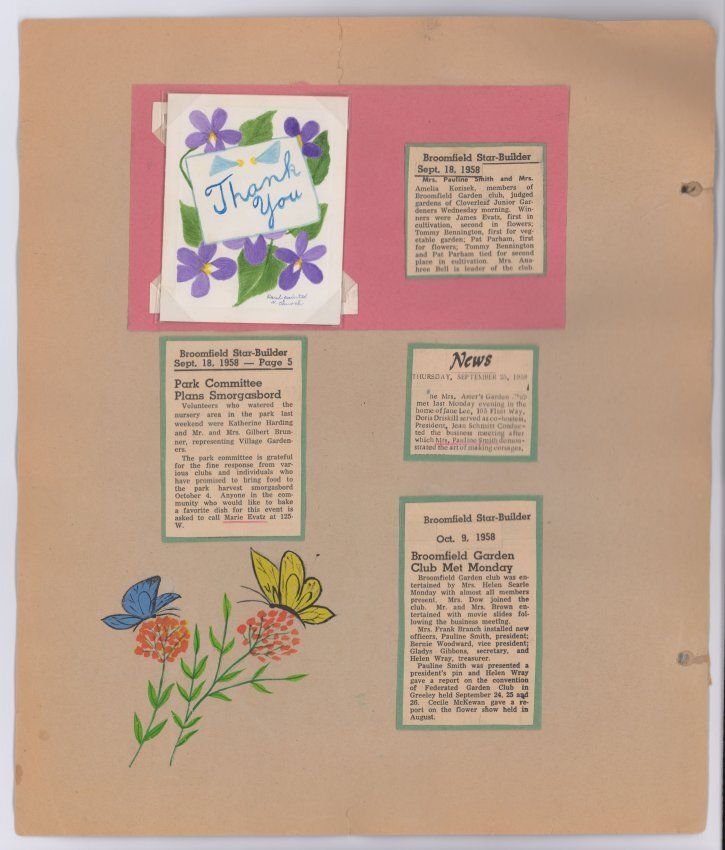 Thank
You
Hand painted
Broomfield Star-Builder
Sept. 18, 1958
Mrs. Pauline Smith and Mrs.
Amelia Korisek, members of
Broomfield Garden club, judged
gardens of Cloverleaf Junior Gar-
deners Wednesday morning. Win-
ners were James Evatz, first in
cultivation, second in flowers;
Tommy Bennington, first for veg-
etable garden; Pat Parham, first
for flowers; Tommy Bennington
and Pat Parham tied for second
place in cultivation. Mrs. Ana-
bree Bell is leader of the club.
Broomfield Star-Builder
Sept. 18, 1958 — Page 5
Park Committee
Plans Smorgasbord
Volunteers who watered the
nursery area in the park last
weekend were Katherine Harding
and Mr. and Mrs. Gilbert Brun-
ner, representing Village Garden-
ers.
The park committee is grateful
for the fine response from var-
ious clubs and individuals who
have promised to bring food to
the park harvest smorgasbord
October 4. Anyone in the com-
munity who would like to bake
a favorite dish for this event is
asked to call Marie Evatz at 125-
W.
News
THURSDAY, SEPTEMBER 25, 1958
he Mrs. Amer's Garden Club
met last Monday evening in the
home of Jane Lee, 105 Flint Way,
Doris Driskill served as co-hostess,
President, Jean Schmitt Conduc-
ted the business meeting after
which Mrs. Pauline Smith demon-
strated the art of making corsages.
Broomfield Star-Builder
Oct. 9, 1958
Broomfield Garden
Club Met Monday
Broomfield Garden club was en-
tertained by Mrs. Helen Searle
Monday with almost all members
present. Mrs. Dow joined the
club. Mr. and Mrs. Brown en-
tertained with movie slides fol-
lowing the business meeting.
Mrs. Frank Branch installed new
officers, Pauline Smith, president;
Bernie Woodward, vice president;
Gladys Gibbons, secretary, and
Helen Wray, treasurer.
Pauline Smith was presented a
president's pin and Helen Wray
gave a report on the convention
of Federated Garden Club in
Greeley held September 24, 25 and
26. Cecile McKewan gave a re-
port on the flower show held in
August.